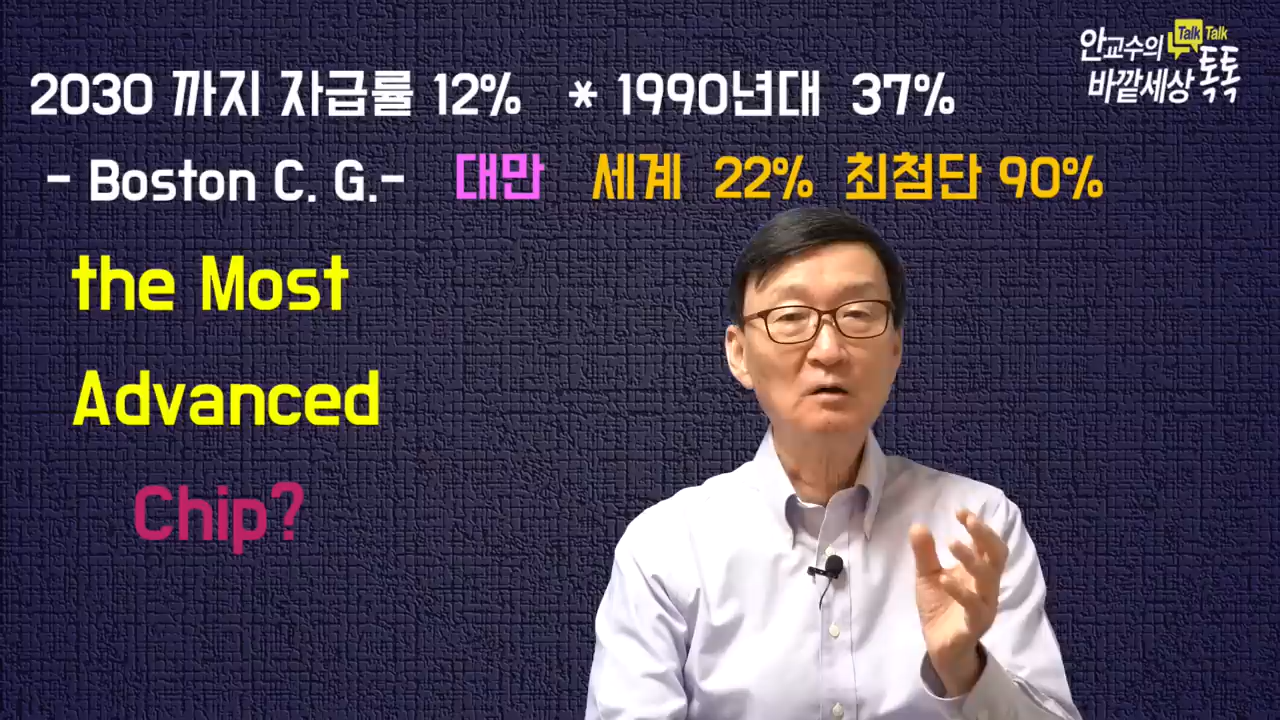 안교수의 Talk Talk
바깥세상 톡톡
2030 까지 자급률 12% * 1990년대 37%
- Boston C. G.- 대만 세계 22% 최첨단 90%
the Most
Advanced
Chip?